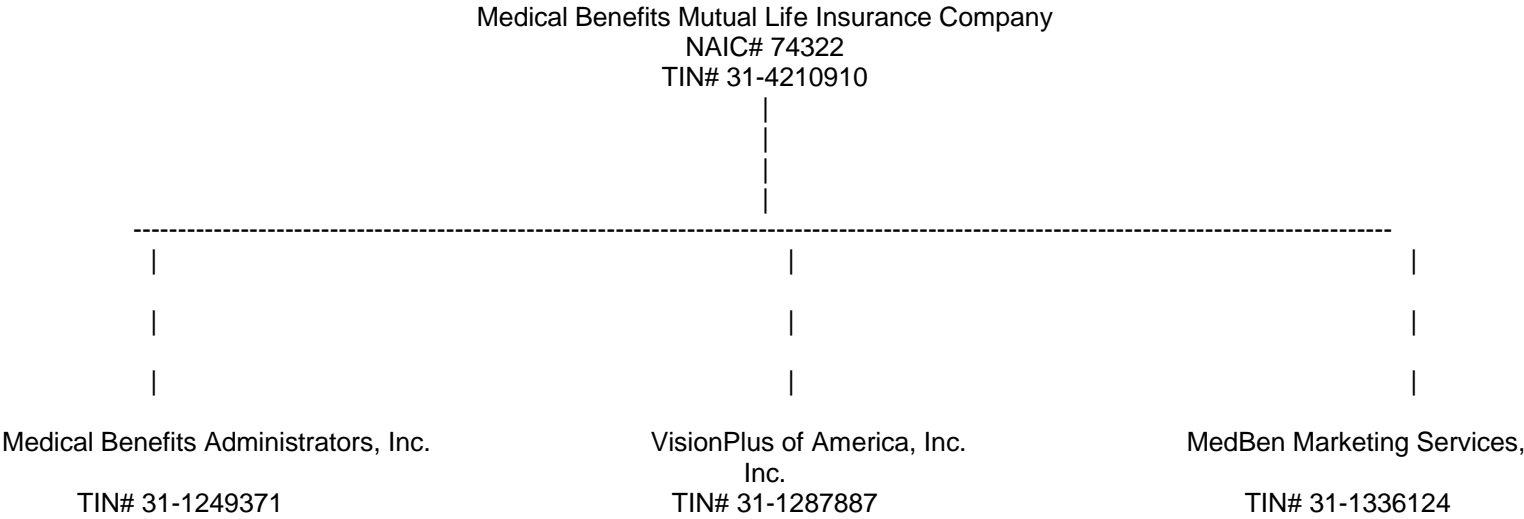 Medical Benefits Mutual Life Insurance Company
NAIC# 74322
TIN# 31-4210910
Medical Benefits Administrators, Inc. VisionPlus of America, Inc. MedBen Marketing Services,
Inc.
TIN# 31-1249371 TIN# 31-1287887 TIN# 31-1336124